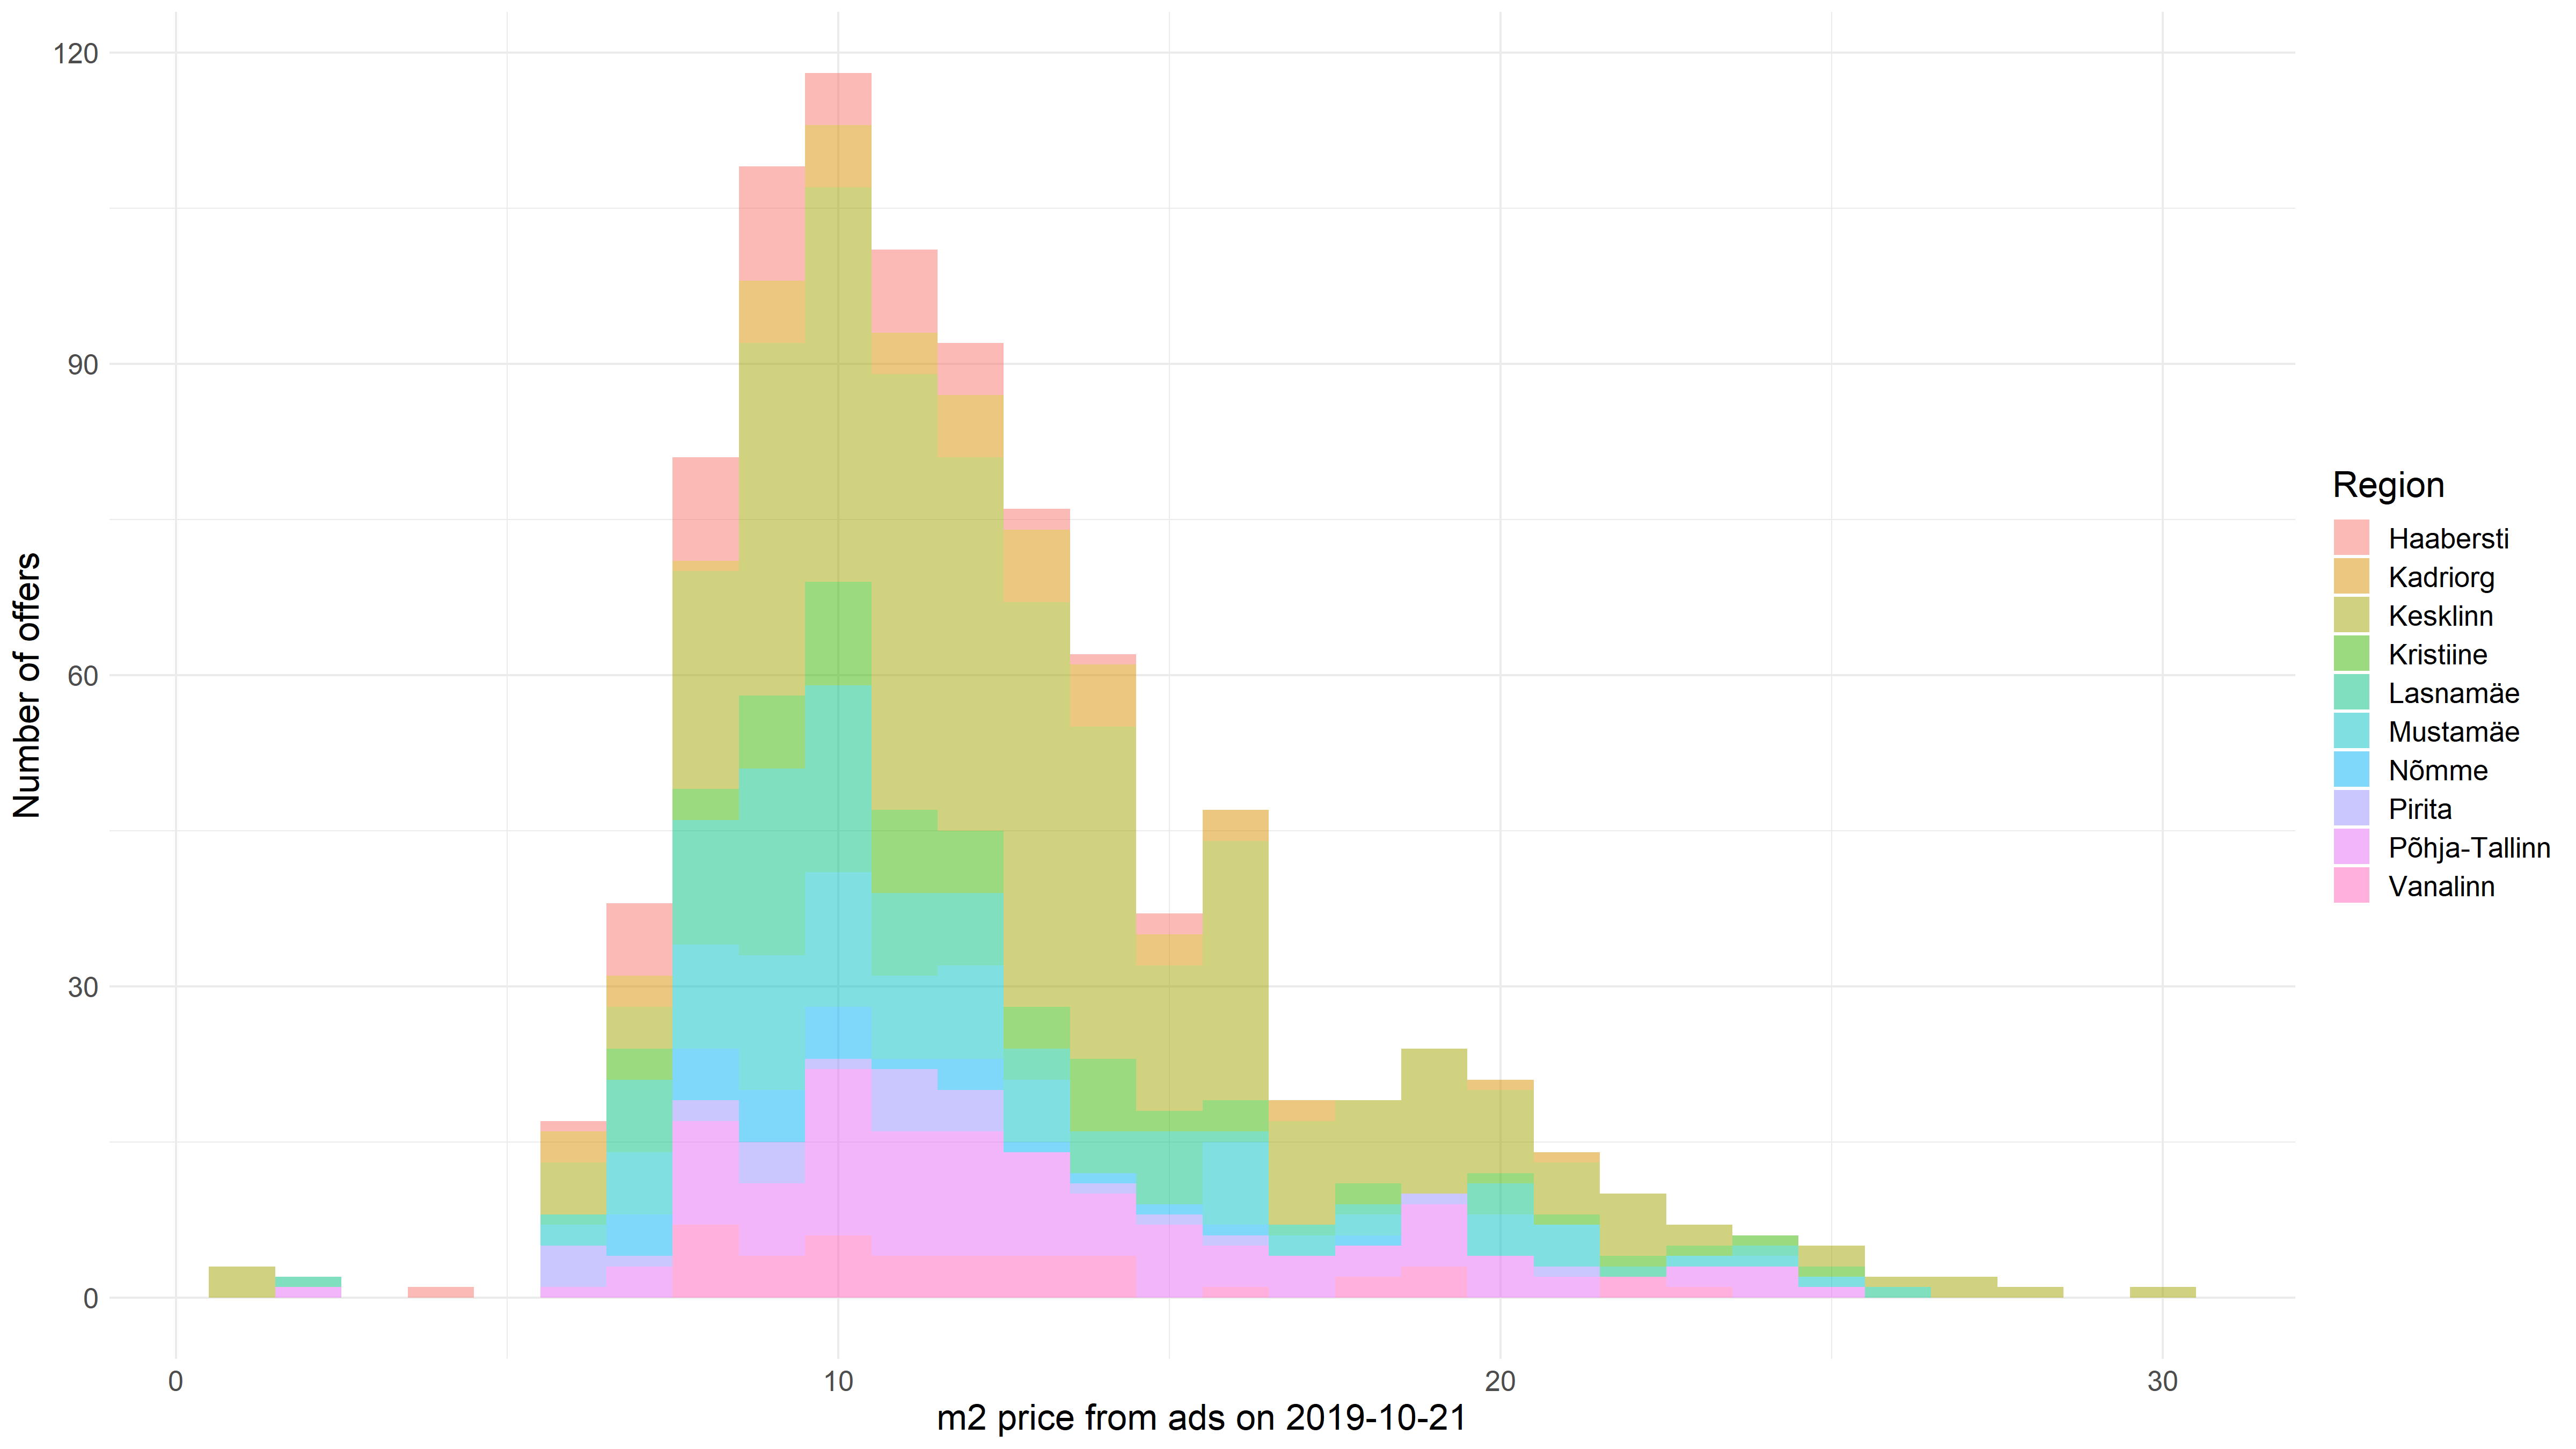 120
90
60
30
0
Number of offers
0
10
20
30
m2 price from ads on 2019-10-21
Region
Haabersti
Kadriorg
Kesklinn
Kristiine
Lasnamäe
Mustamäe
Nõmme
Pirita
Põhja-Tallinn
Vanalinn